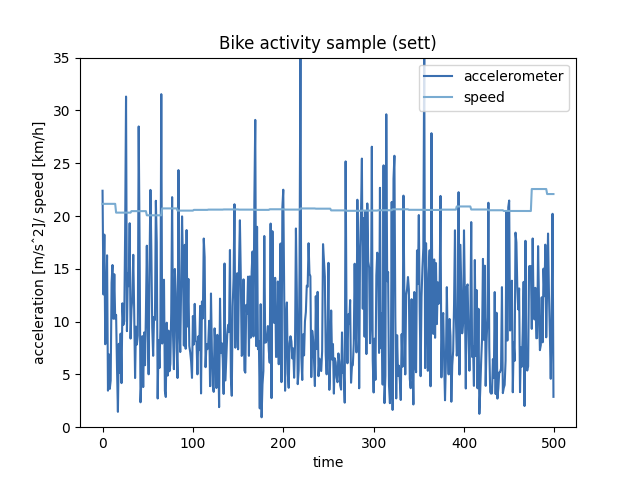 Bike activity sample (sett)
accelerometer
speed
acceleration [m/s^2]/ speed [km/h]
35
30
25
20
15
10
5
0
0
100
200
300
400
500
time